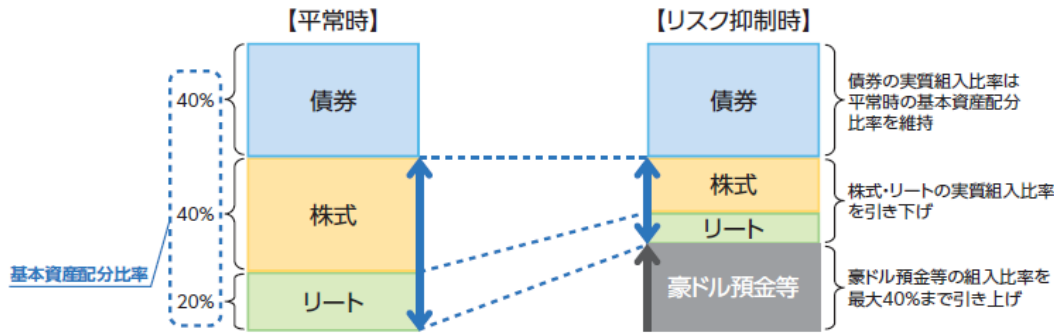 【平常時】
【リスク抑制時】
40%
債券
40%
株式
20%
リート
基本資産配分比率
債券
株式
リート
豪ドル預金等
債券の実質組入比率は
平常時の基本資産配分
比率を維持
株式・リートの実質組入比率
を引き下げ
豪ドル預金等の組入比率を
最大40%まで引き上げ